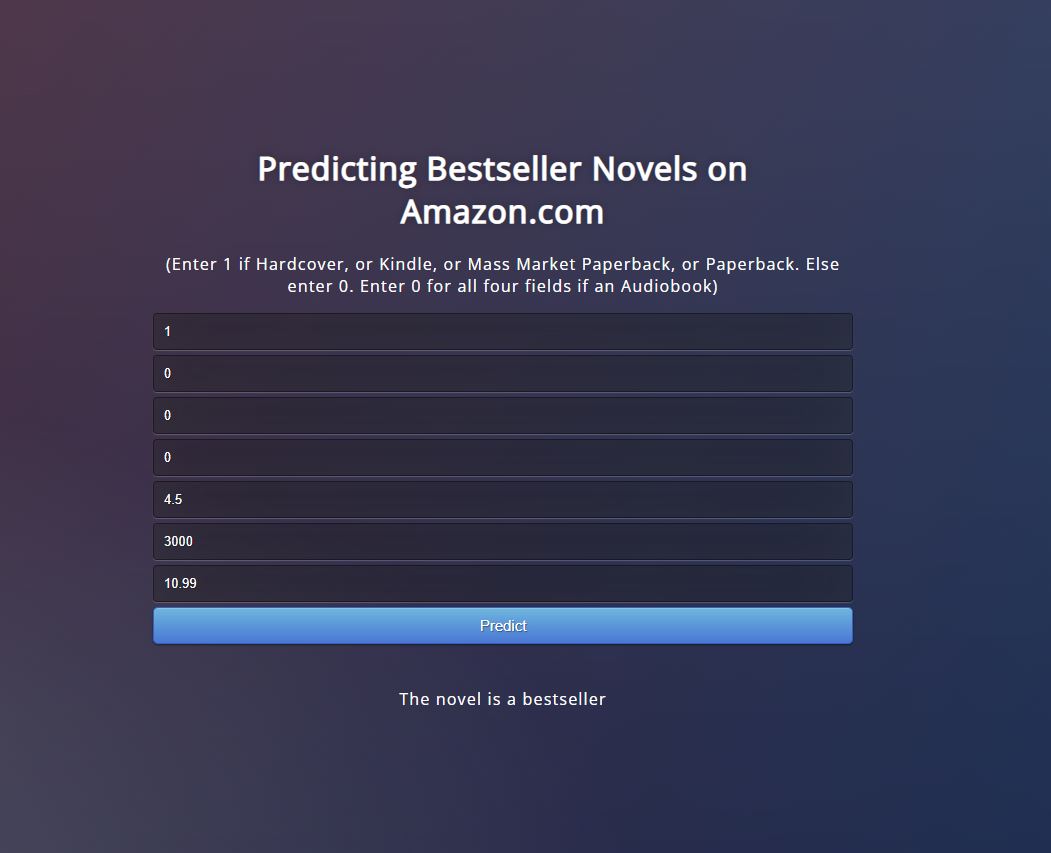 Predicting Bestseller Novels on
Amazon.com
(Enter 1 if Hardcover, or Kindle, or Mass Market Paperback, or Paperback. Else
enter 0. Enter 0 for all four fields if an Audiobook)
1
0
0
0
4.5
3000
10.99
Predict
The novel is a bestseller